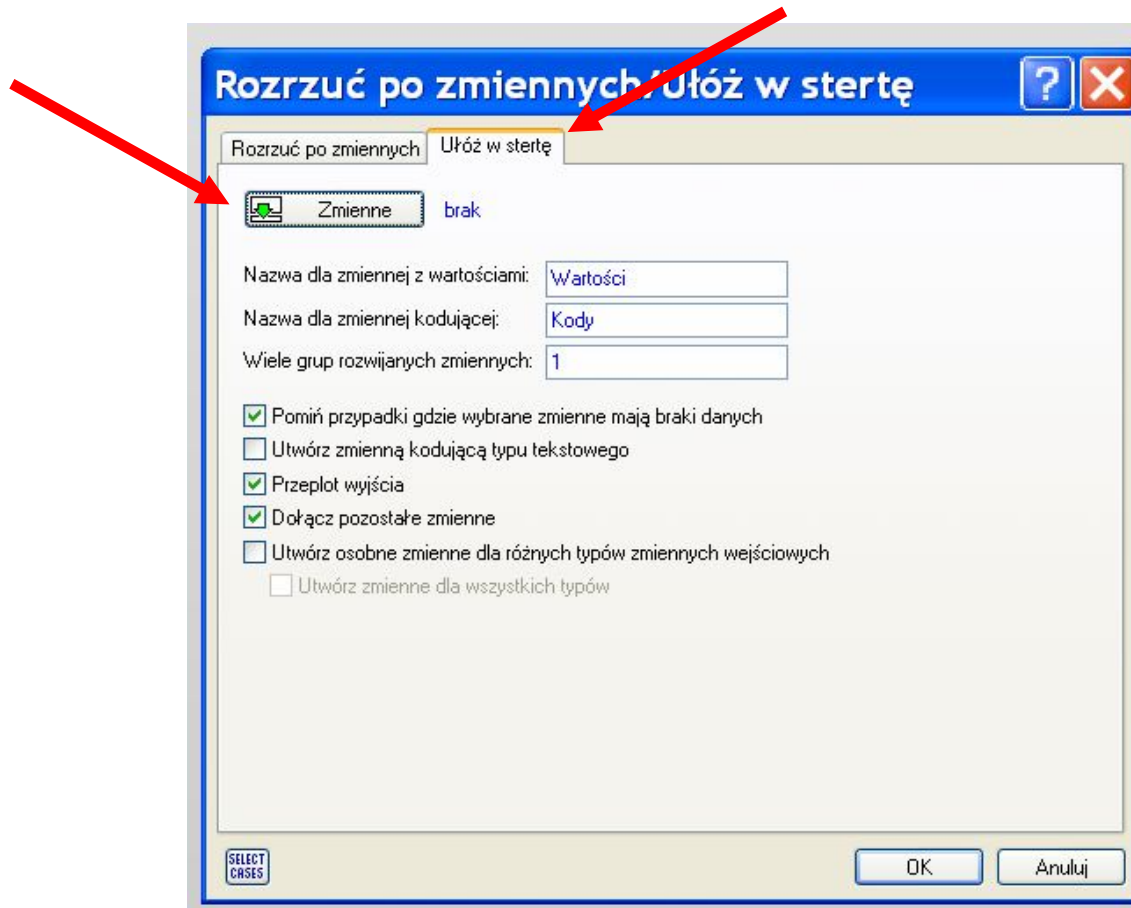 Rozrzuć po zmiennych/Ułóż w stertę
Rozrzuć po zmiennych
Ułóż w stertę
Zmienne
brak
Nazwa dla zmiennej z wartościami:
Wartości
Nazwa dla zmiennej kodującej:
Kody
Wiele grup rozwijanych zmiennych:
1
Pomiń przypadki gdzie wybrane zmienne mają braki danych
Utwórz zmienną kodującą typu tekstowego
Przeplot wyjścia
Dołącz pozostałe zmienne
Utwórz osobne zmienne dla różnych typów zmiennych wejściowych
Utwórz zmienne dla wszystkich typów
SELECT
CASES
OK
Anuluj